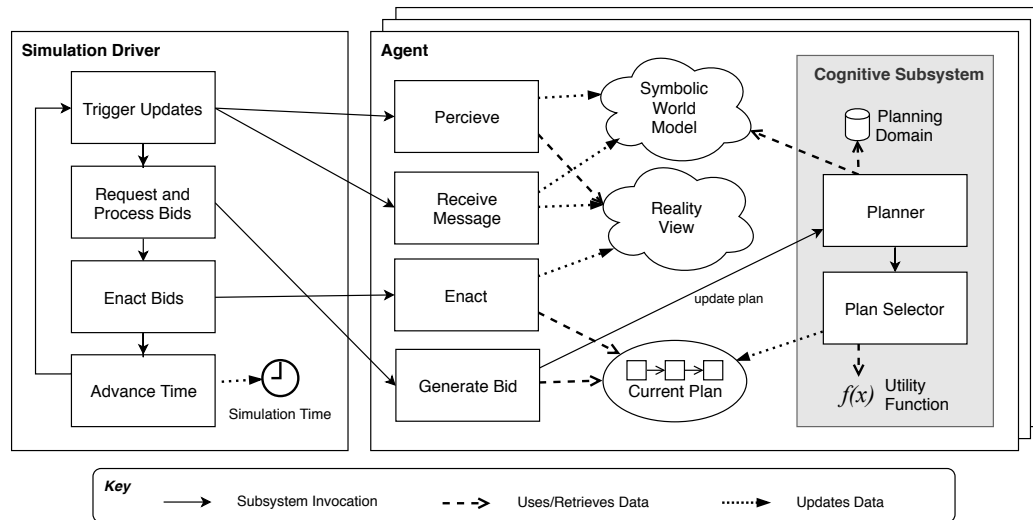 Simulation Driver
Trigger Updates
Request and
Process Bids
Enact Bids
Advance Time
Simulation Time
Agent
Percieve
Receive
Message
Enact
Generate Bid
Symbolic
World
Model
Reality
View
update plan
Current Plan
Cognitive Subsystem
Planning
Domain
Planner
Plan Selector
f(x)
Utility
Function
Key
Subsystem Invocation
Uses/Retrieves Data
Updates Data